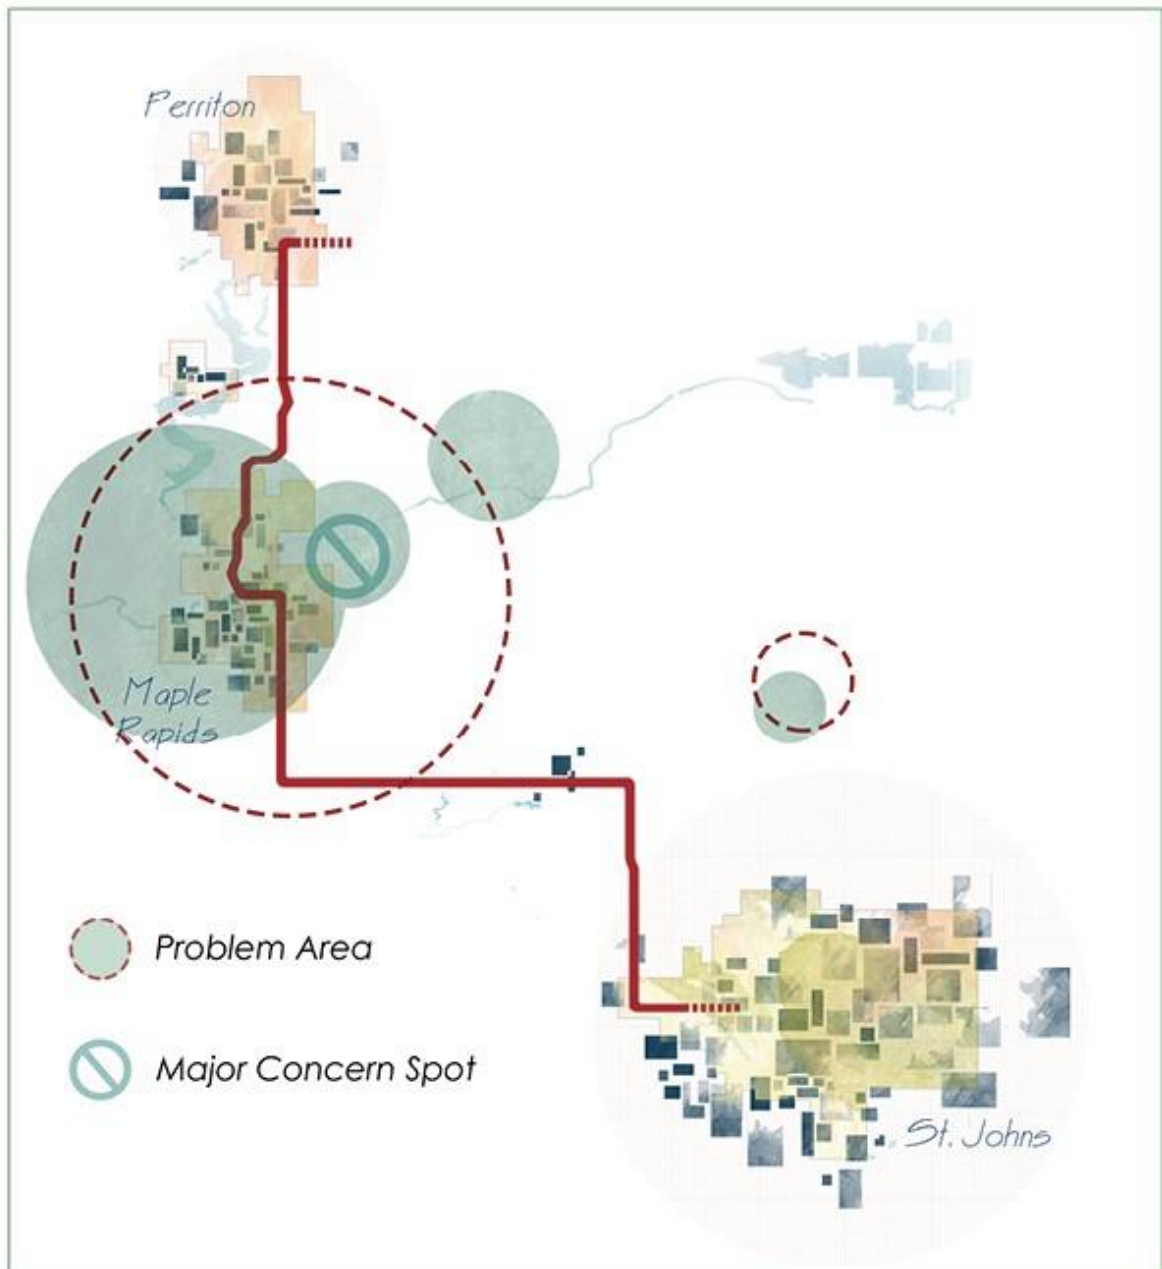 Perriton
Maple
Rapids
Problem Area
Major Concern Spot
St. Johns